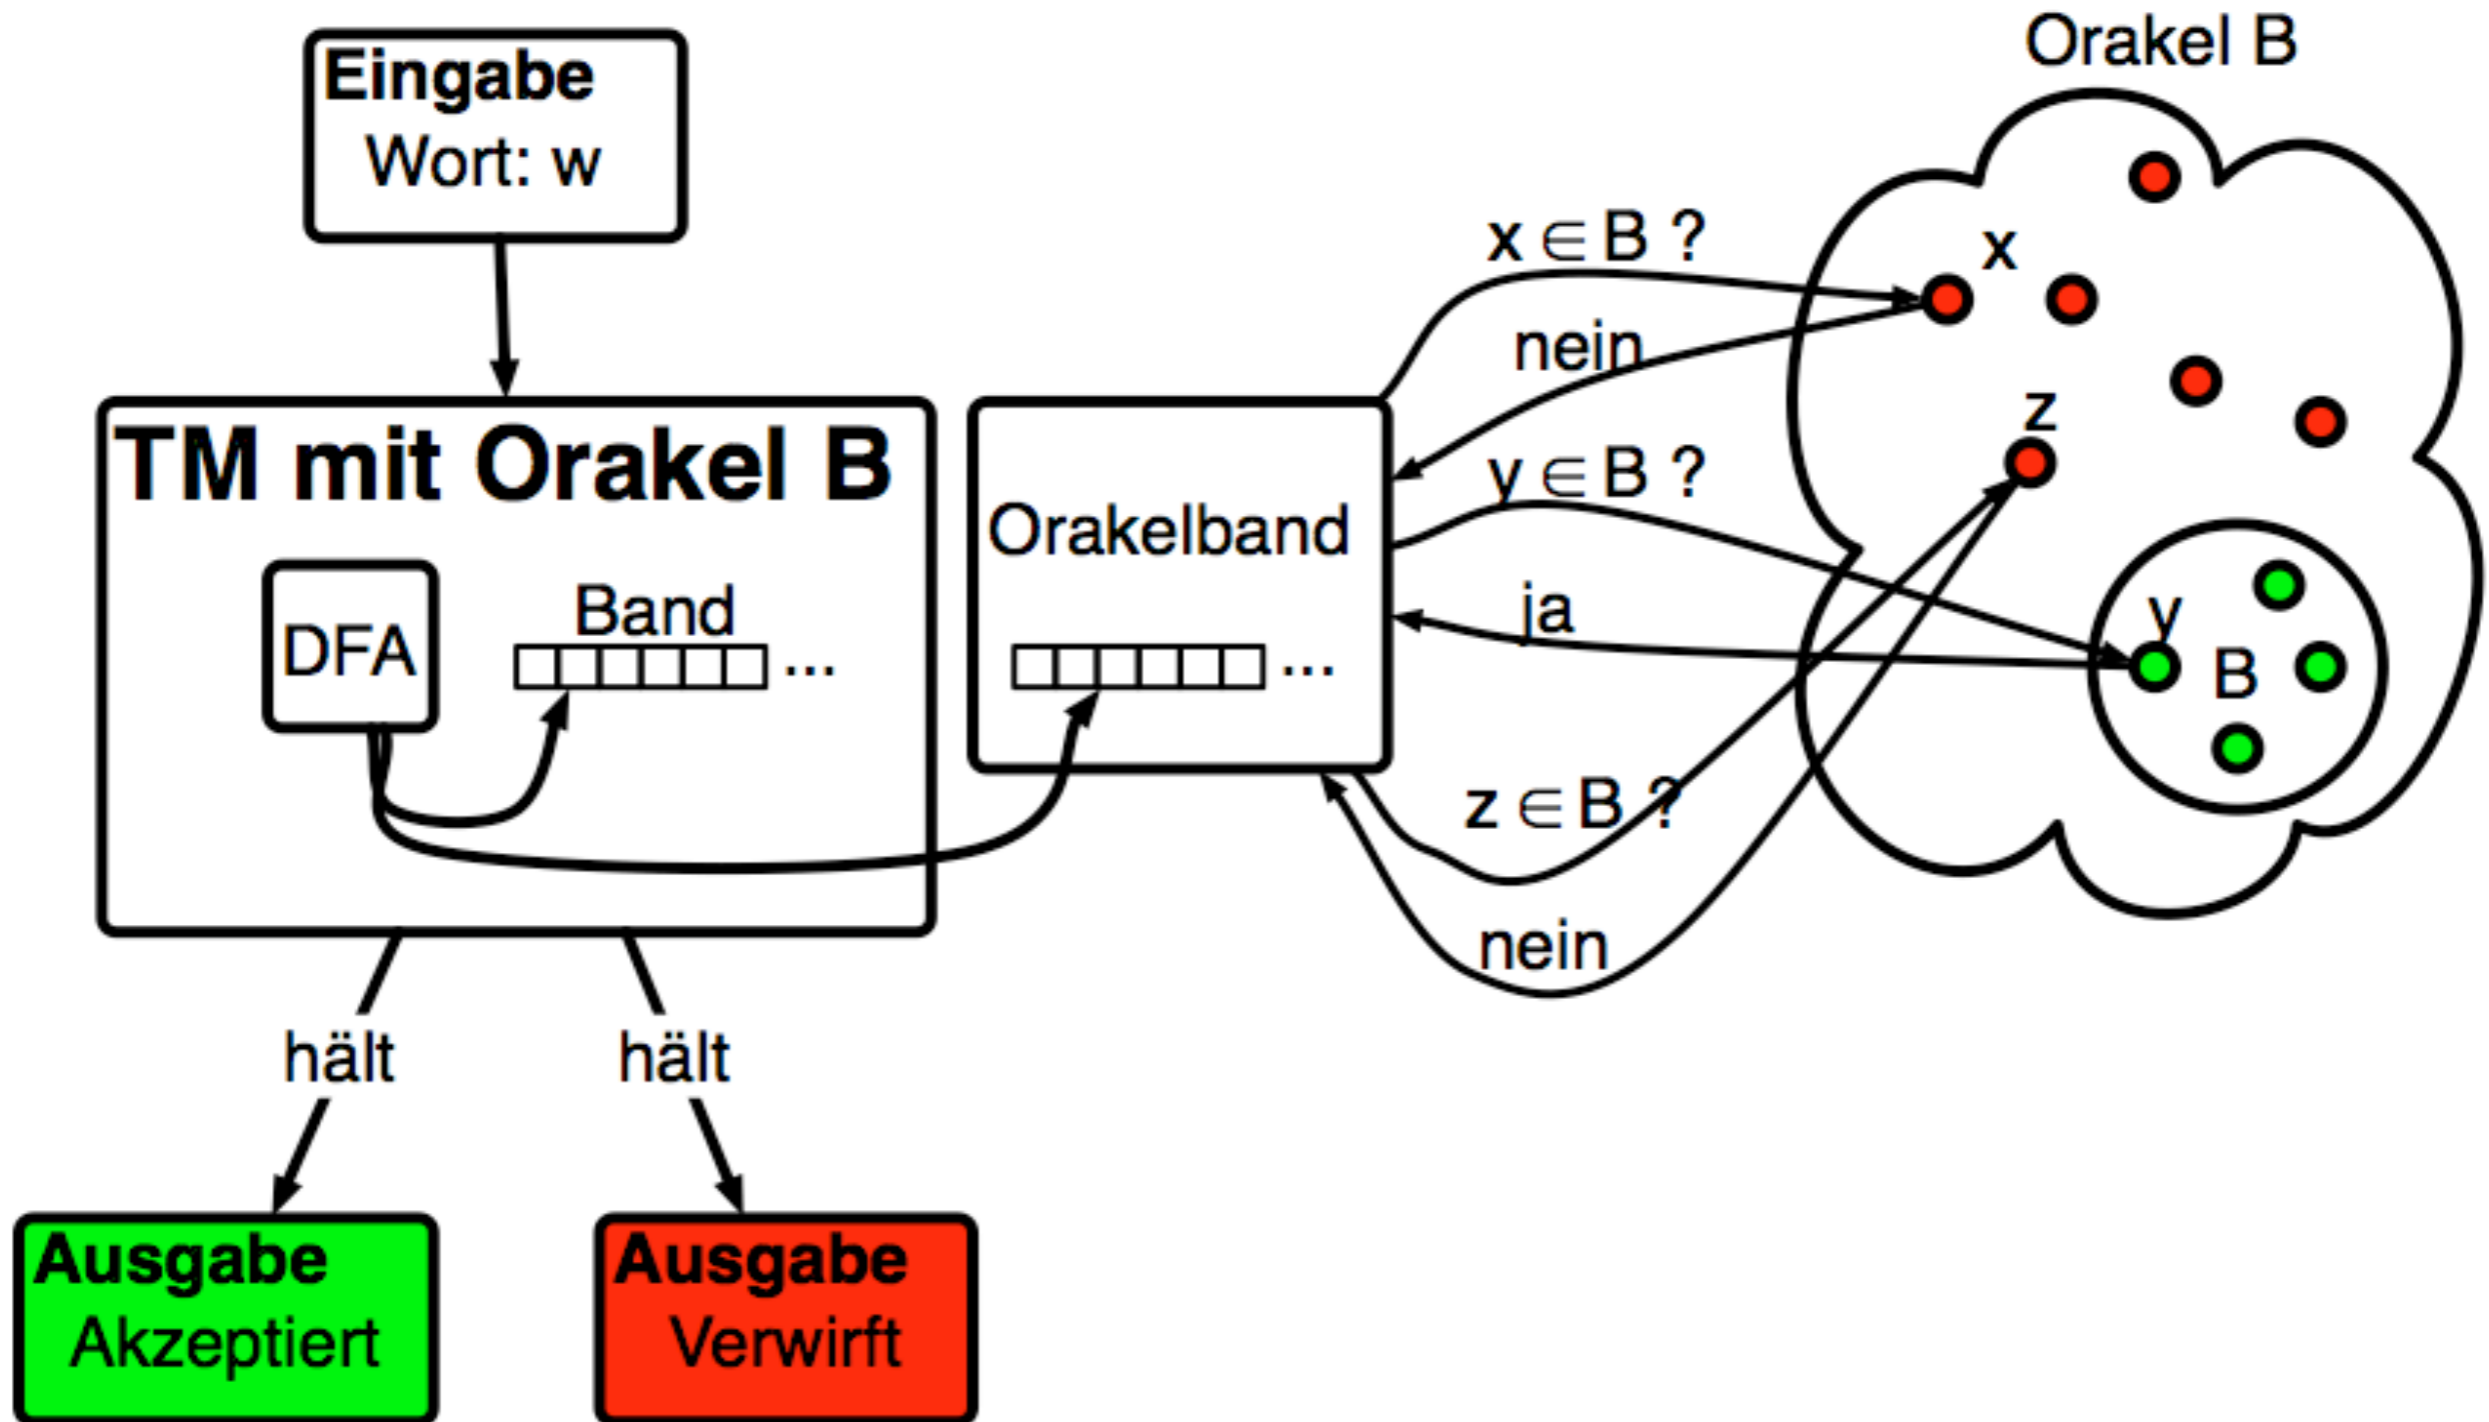 Orakel B
Eingabe
Wort: w
x ∈ B ?
x
nein
z
TM mit Orakel B
y ∈ B ?
Orakelband
DFA
Band
...
...
ja
y
B
z ∈ B ?
nein
hält
hält
Ausgabe
Akzeptiert
Ausgabe
Verwirft